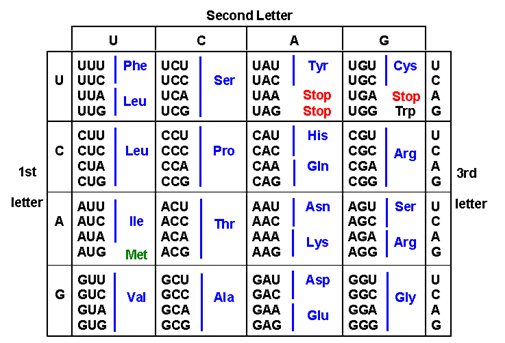 Second Letter
U C A G
UUU Phe UCU Ser UAU Tyr UGU Cys U
UUC UCC UAC UGC C
U UUA Leu UCA UAA Stop UGA Stop A
UUG UCG UAG Stop UGG Trp G
CUU Leu CCU Pro CAU His CGU Arg U
CUC CCC CAC CGC C
C CUA CCA CAA Gln CGA A
CUG CCG CAG CGG G
1st letter
3rd letter
AUU Ile ACU Thr AAU Asn AGU Ser U
AUC ACC AAC AGC C
A AUA ACA AAA Lys AGA Arg A
AUG Met ACG AAG AGG G
GUU Val GCU Ala GAU Asp GGU Gly U
GUC GCC GAC GGC C
G GUA GCA GAA Glu GGA A
GUG GCG GAG GGG G